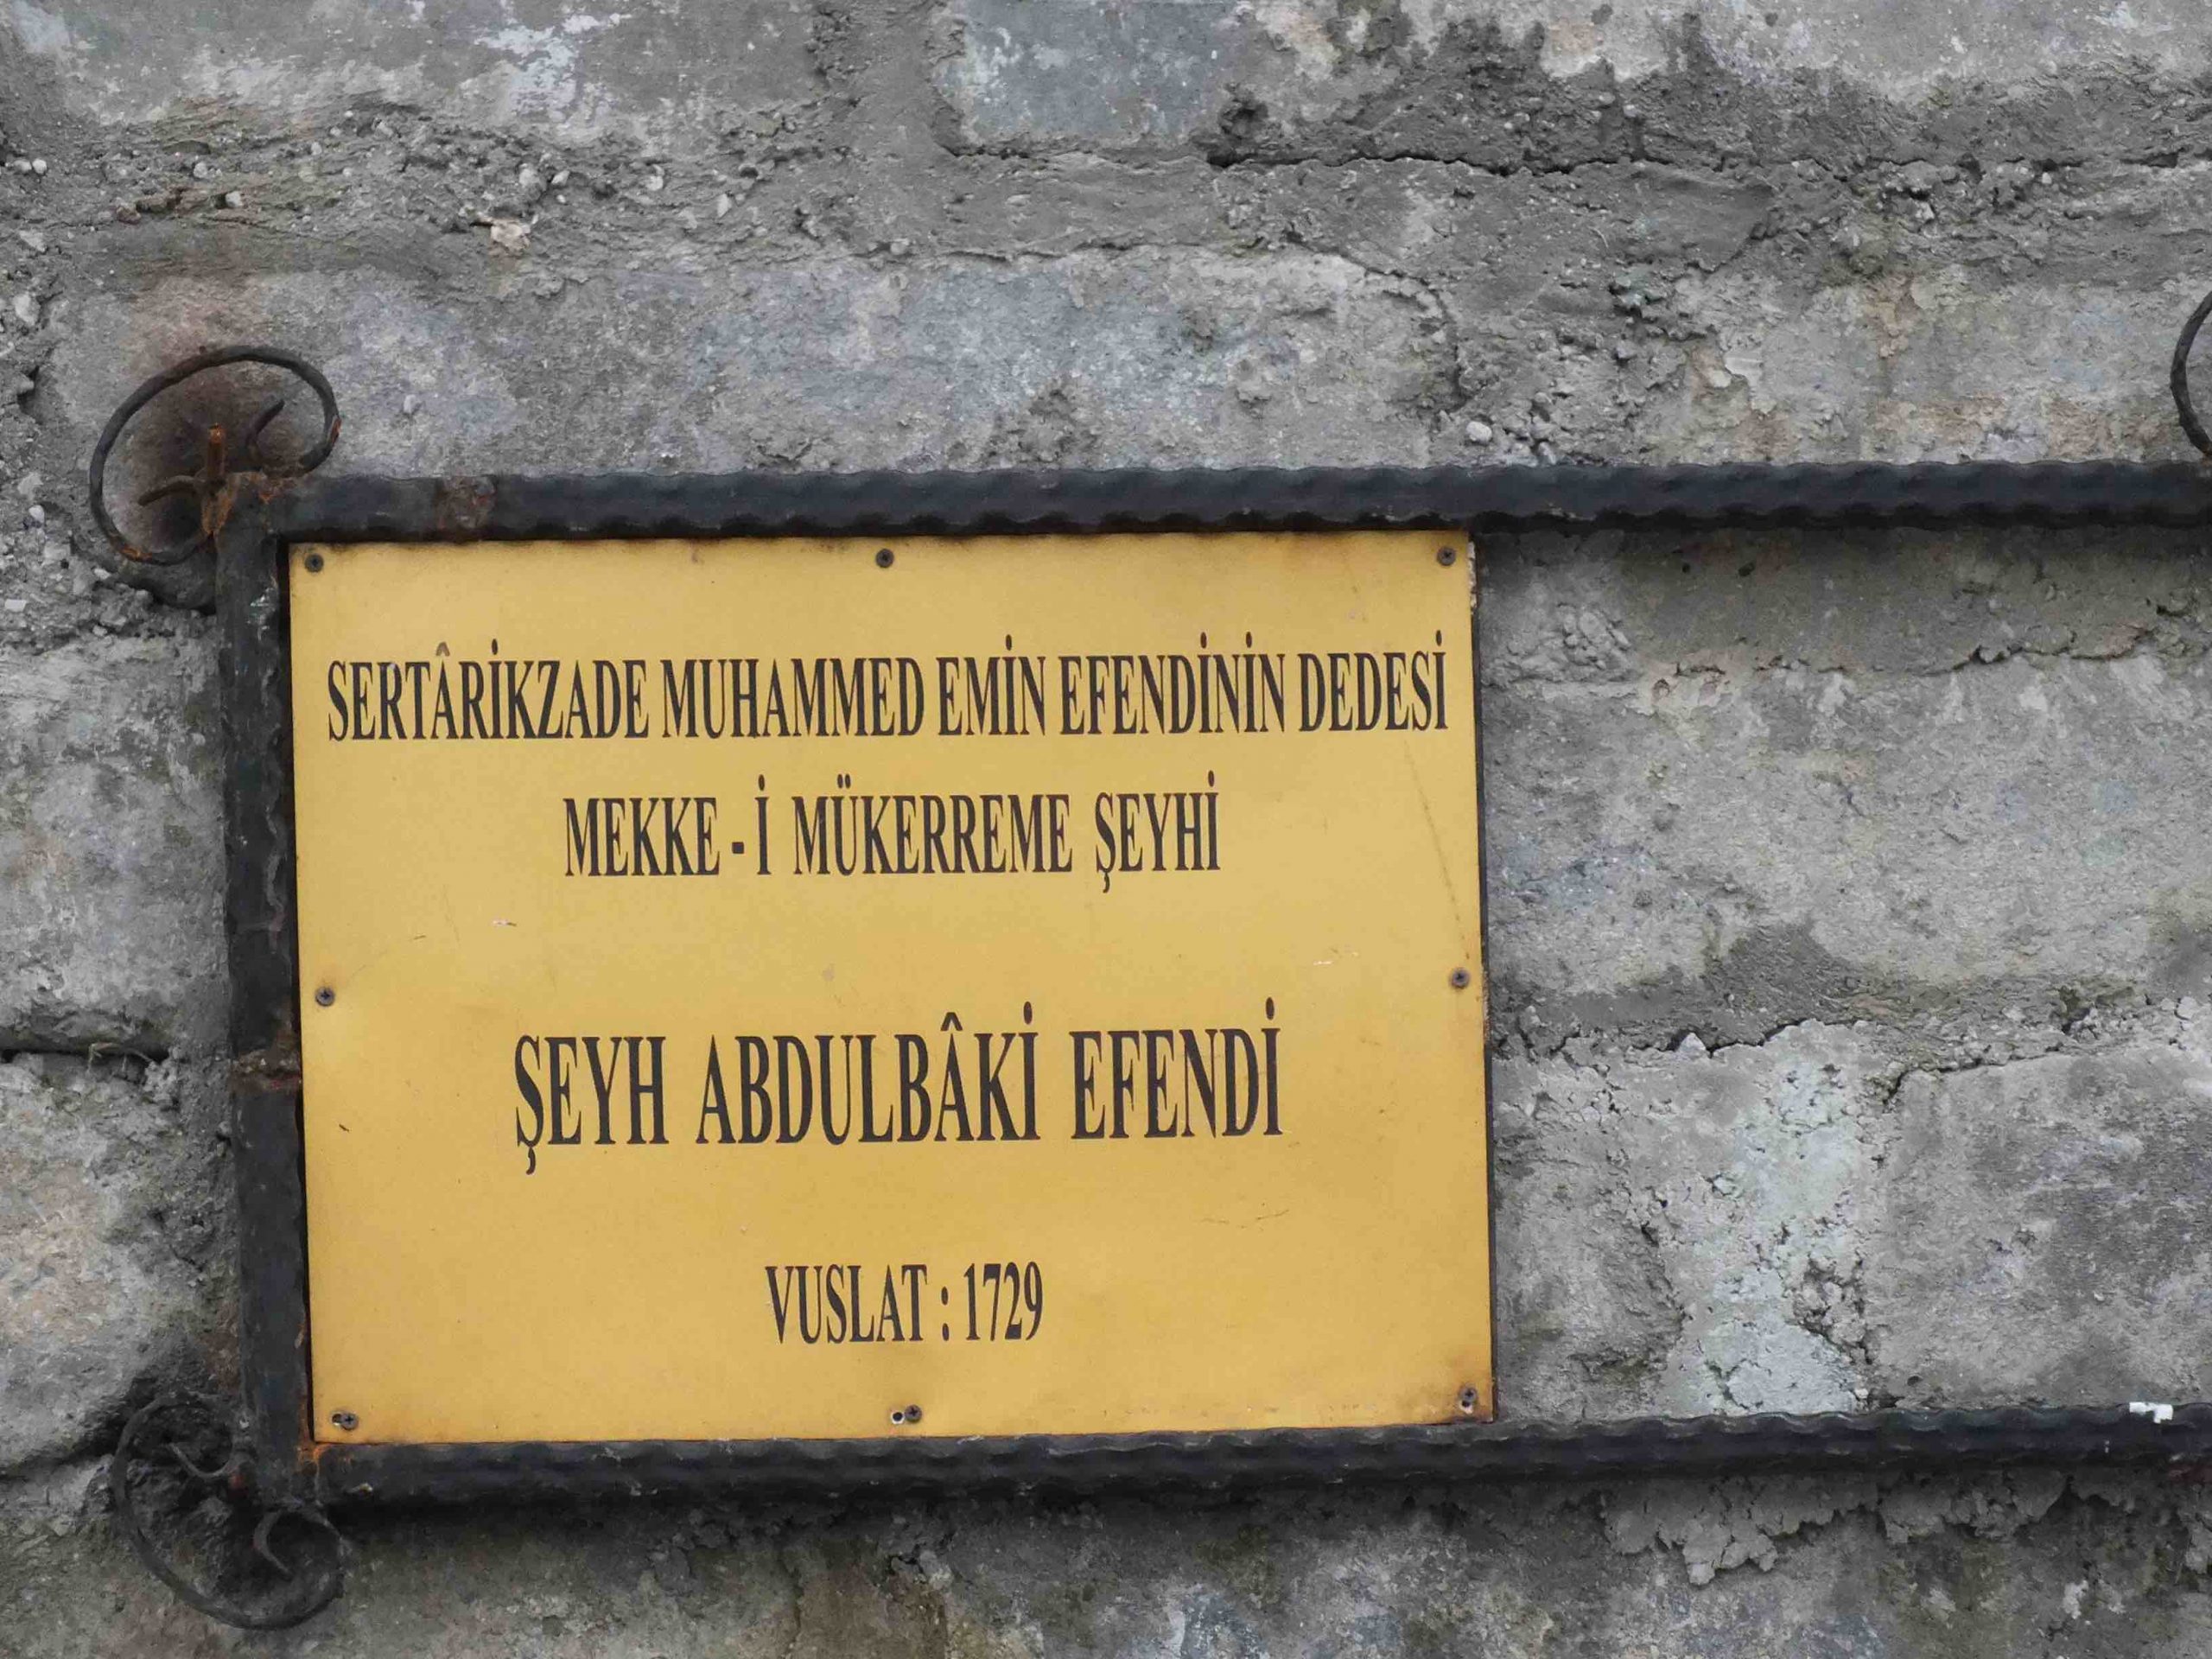 SERTÂRİKZADE MUHAMMED EMİN EFENDİNİN DEDESİ
MEKKE - İ MÜKERREME ŞEYHİ
ŞEYH ABDULBÂKİ EFENDİ
VUSLAT : 1729